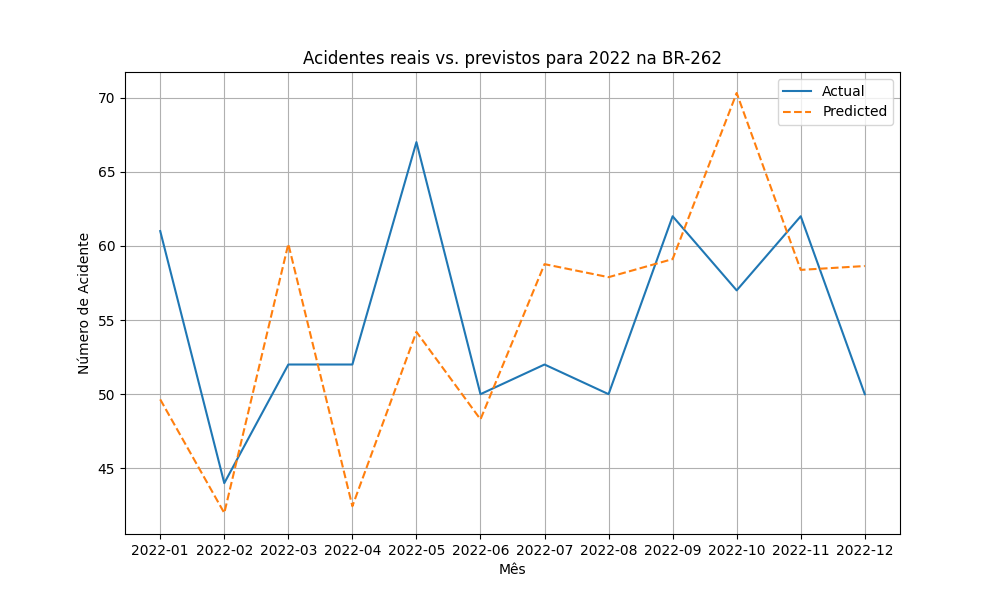 Acidentes reais vs. previstos para 2022 na BR-262
Actual
Predicted
70
65
60
55
50
45
Número de Acidente
2022-01 2022-02 2022-03 2022-04 2022-05 2022-06 2022-07 2022-08 2022-09 2022-10 2022-11 2022-12
Mês